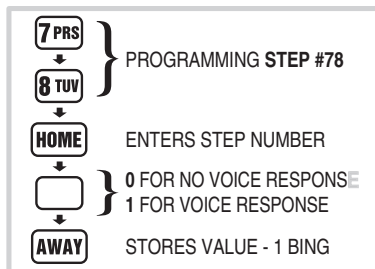 7 PRS
8 TUV
PROGRAMMING STEP #78
HOME ENTERS STEP NUMBER
0 FOR NO VOICE RESPONSE
1 FOR VOICE RESPONSE
AWAY STORES VALUE - 1 BING